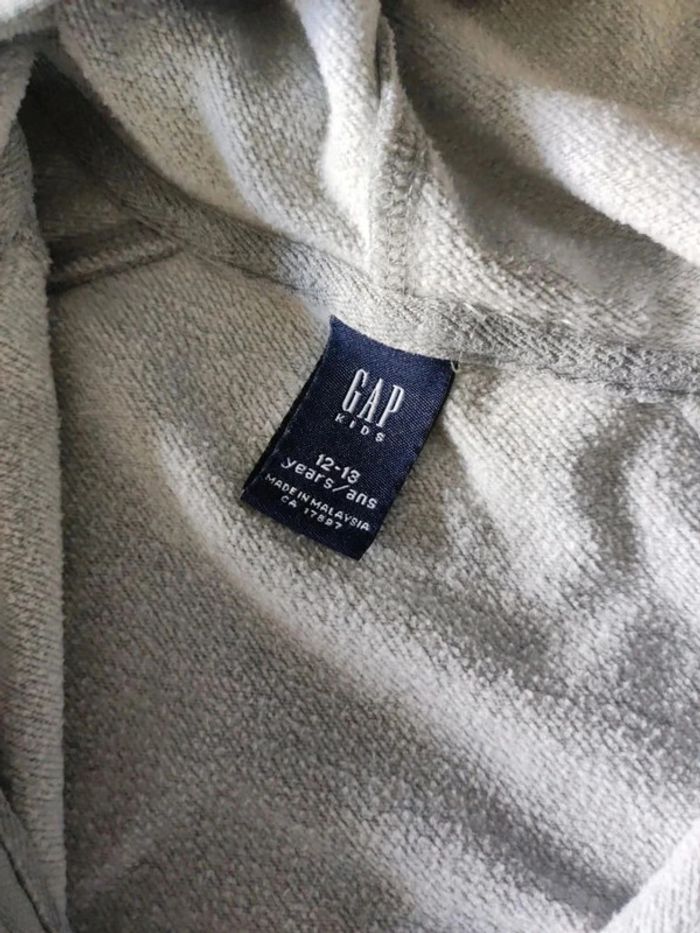 GAP
KIDS
12-13
years/ans
MADE IN MALAYSIA
CA 17897